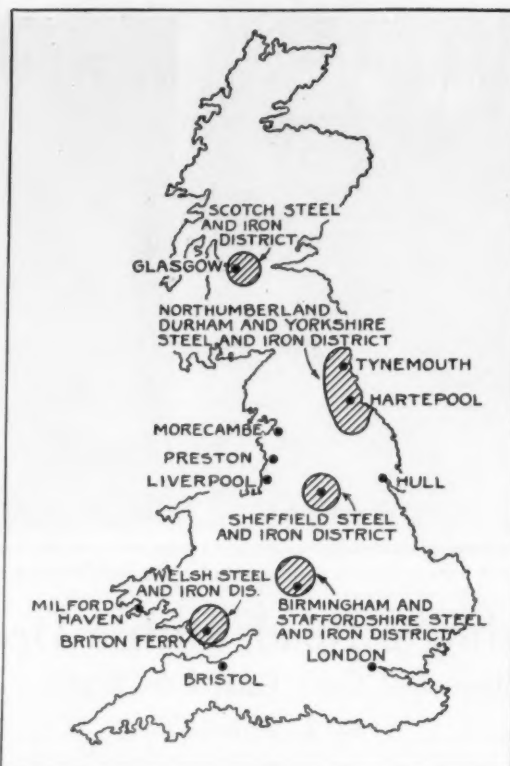 SCOTCH STEEL
AND IRON
DISTRICT
GLASGOW
NORTHUMBERLAND
DURHAM AND YORKSHIRE
STEEL AND IRON DISTRICT
TYNEMOUTH
HARTEPOOL
MORECAMBE
PRESTON
LIVERPOOL
HULL
SHEFFIELD STEEL
AND IRON DISTRICT
WELSH STEEL
AND IRON DIS.
MILFORD
HAVEN
BRITON FERRY
BIRMINGHAM AND
STAFFORDSHIRE STEEL
AND IRON DISTRICT
LONDON
BRISTOL